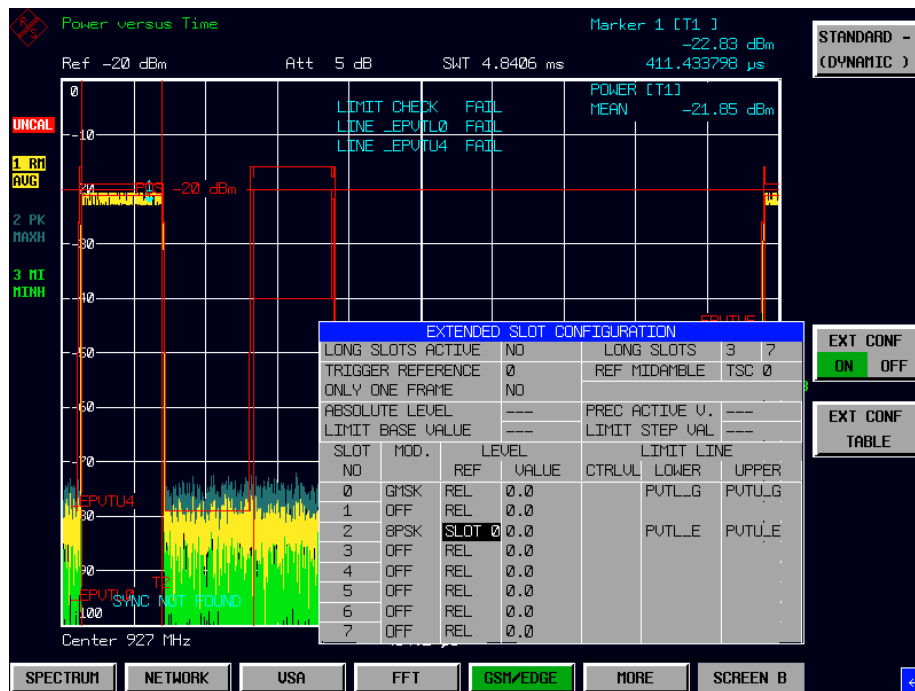 R/S
Power versus Time
Marker 1 [T1 ]
-22.83 dBm
Ref -20 dBm
Att 5 dB
SWT 4.8406 ms
411.433798 µs
STANDARD -
(DYNAMIC )
POWER [T1]
MEAN -21.85 dBm
LIMIT CHECK FAIL
LINE _EPVTL0 FAIL
LINE _EPVTU4 FAIL
UNCAL
1 RM
AVG
2 PK
MAXH
3 MI
MINH
-10
POS -20 dBm
1
-30
-40
-50
-60
-70
_EPVTU4
_EPVTL0
T2
SYNC NOT FOUND
-100
Center 927 MHz
EXTENDED SLOT CONFIGURATION
LONG SLOTS ACTIVE NO LONG SLOTS 3 7
TRIGGER REFERENCE 0 REF MIDAMBLE TSC 0
ONLY ONE FRAME NO
ABSOLUTE LEVEL --- PREC ACTIVE V. ---
LIMIT BASE VALUE --- LIMIT STEP VAL ---
SLOT MOD. LEVEL LIMIT LINE
NO REF VALUE CTRLVL LOWER UPPER
0 GMSK REL 0.0 PVTL_G PVTU_G
1 OFF REL 0.0
2 8PSK SLOT 0 0.0 PVTL_E PVTU_E
3 OFF REL 0.0
4 OFF REL 0.0
5 OFF REL 0.0
6 OFF REL 0.0
7 OFF REL 0.0
EXT CONF
ON OFF
EXT CONF
TABLE
SPECTRUM
NETWORK
VSA
FFT
GSM/EDGE
MORE
SCREEN B